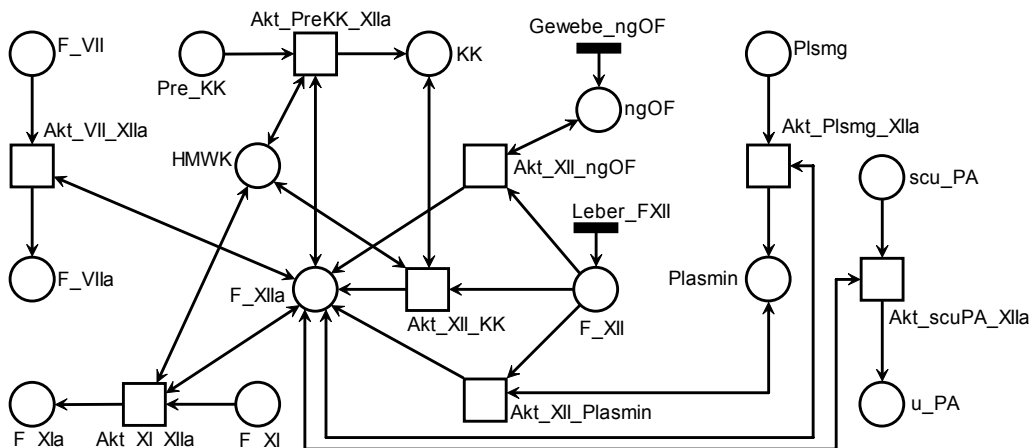 F_VII
Akt_PreKK_XIIa
Pre_KK
KK
Gewebe_ngOF
Plsmg
ngOF
Akt_VII_XIIa
HMWK
Akt_XII_ngOF
Akt_Plsmg_XIIa
scu_PA
Leber_FXII
F_VIIa
F_XIIa
Akt_XII_KK
F_XII
Plasmin
Akt_scuPA_XIIa
Akt_XII_Plasmin
u_PA
F_XIa
Akt_XI_XIIa
F_XI